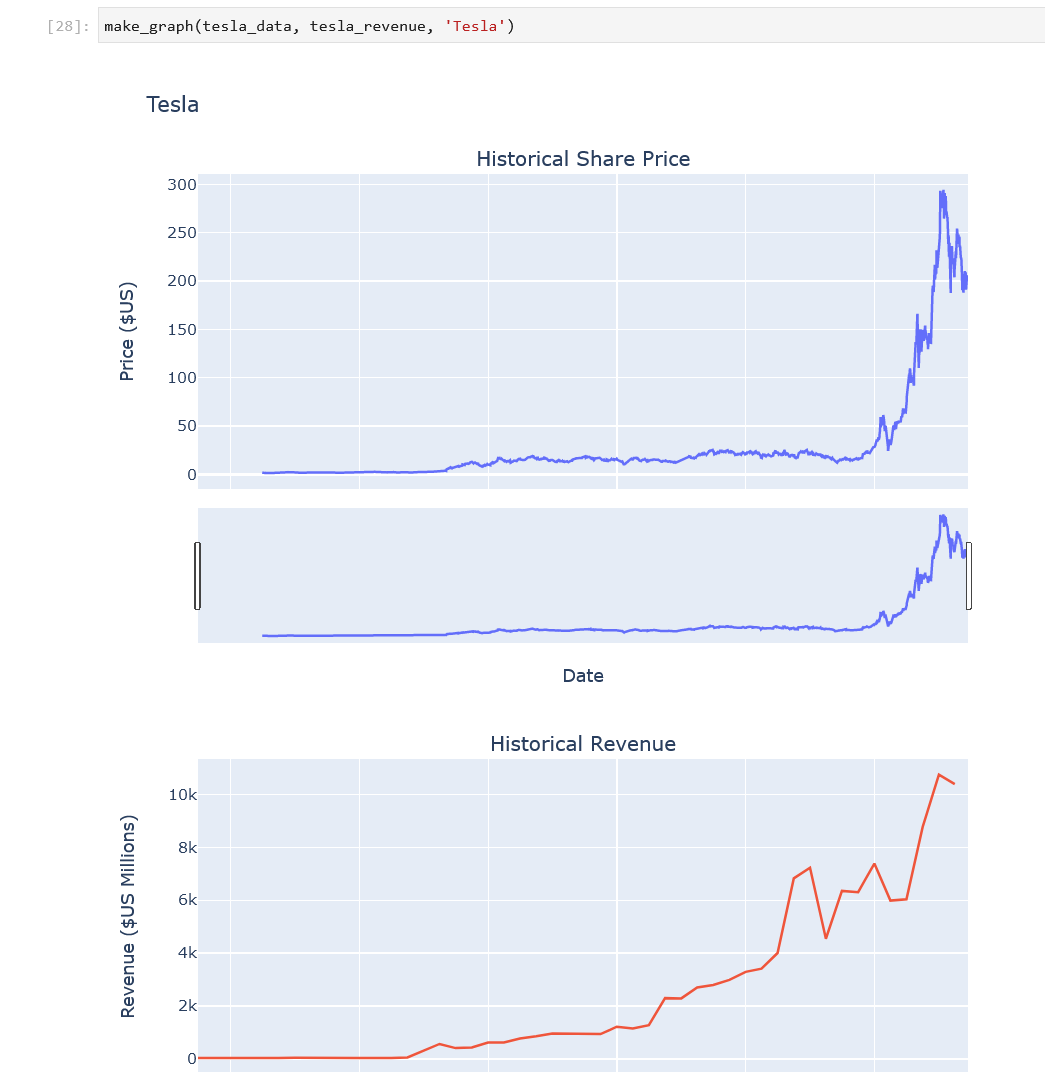 [28]: make_graph(tesla_data, tesla_revenue, 'Tesla')
Tesla
Historical Share Price
300
250
200
150
100
50
0
Price ($US)
Date
Historical Revenue
10k
8k
6k
4k
2k
0
Revenue ($US Millions)